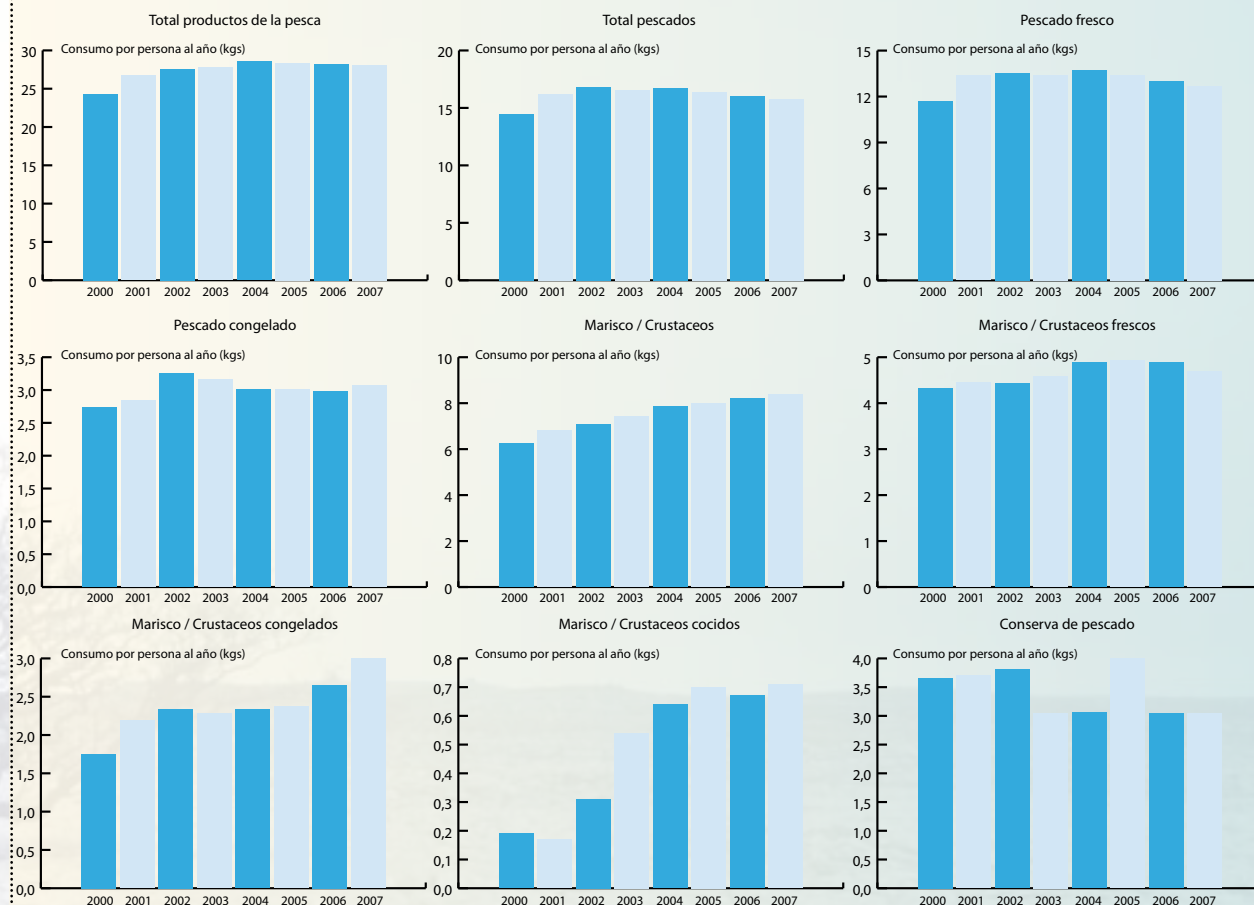 Total productos de la pesca
Consumo por persona al año (kgs)
30
25
20
15
10
5
0
2000 2001 2002 2003 2004 2005 2006 2007
Total pescados
Consumo por persona al año (kgs)
20
15
10
5
0
2000 2001 2002 2003 2004 2005 2006 2007
Pescado fresco
Consumo por persona al año (kgs)
15
12
9
6
3
0
2000 2001 2002 2003 2004 2005 2006 2007
Pescado congelado
Consumo por persona al año (kgs)
3,5
3,0
2,5
2,0
1,5
1,0
0,5
0,0
2000 2001 2002 2003 2004 2005 2006 2007
Marisco / Crustaceos
Consumo por persona al año (kgs)
10
8
6
4
2
0
2000 2001 2002 2003 2004 2005 2006 2007
Marisco / Crustaceos frescos
Consumo por persona al año (kgs)
5
4
3
2
1
0
2000 2001 2002 2003 2004 2005 2006 2007
Marisco / Crustaceos congelados
Consumo por persona al año (kgs)
3,0
2,5
2,0
1,5
1,0
0,5
0,0
2000 2001 2002 2003 2004 2005 2006 2007
Marisco / Crustaceos cocidos
Consumo por persona al año (kgs)
0,8
0,7
0,6
0,5
0,4
0,3
0,2
0,1
0,0
2000 2001 2002 2003 2004 2005 2006 2007
Conserva de pescado
Consumo por persona al año (kgs)
4,0
3,5
3,0
2,5
2,0
1,5
1,0
0,5
0,0
2000 2001 2002 2003 2004 2005 2006 2007